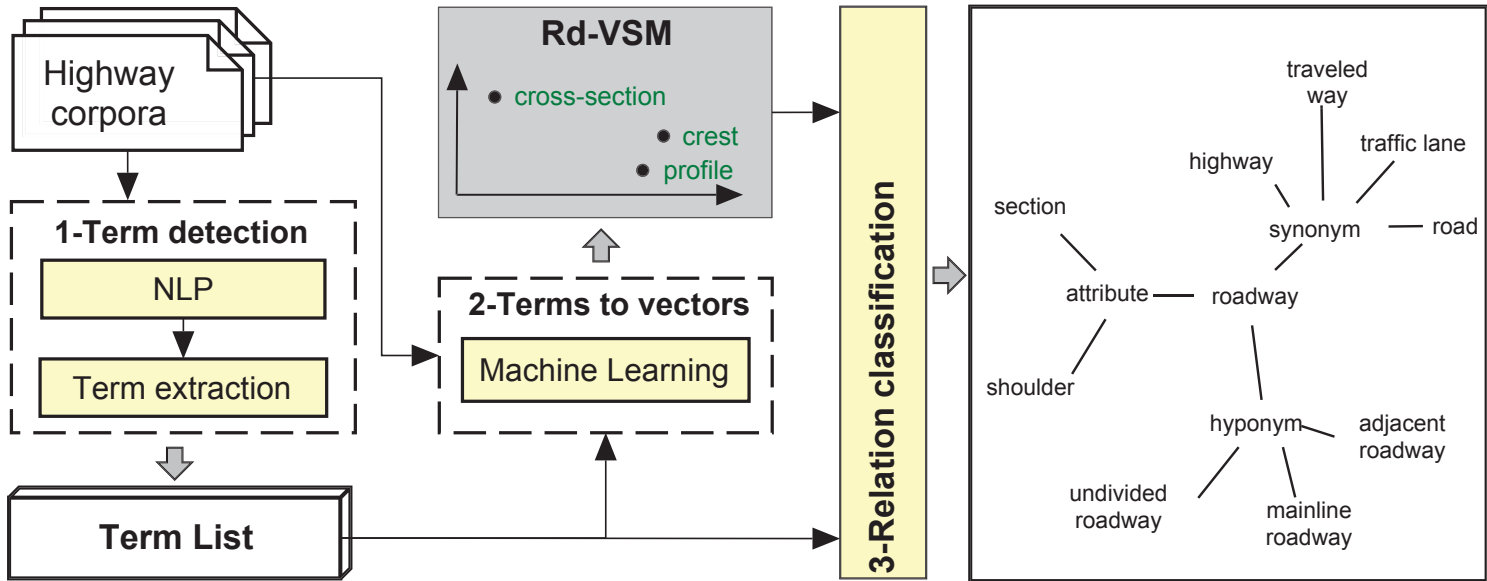 Highway
corpora
1-Term detection
NLP
Term extraction
Term List
Rd-VSM
cross-section
crest
profile
2-Terms to vectors
Machine Learning
3-Relation classification
traveled
way
traffic lane
highway
section
synonym
road
attribute
roadway
shoulder
hyponym
adjacent
roadway
undivided
roadway
mainline
roadway